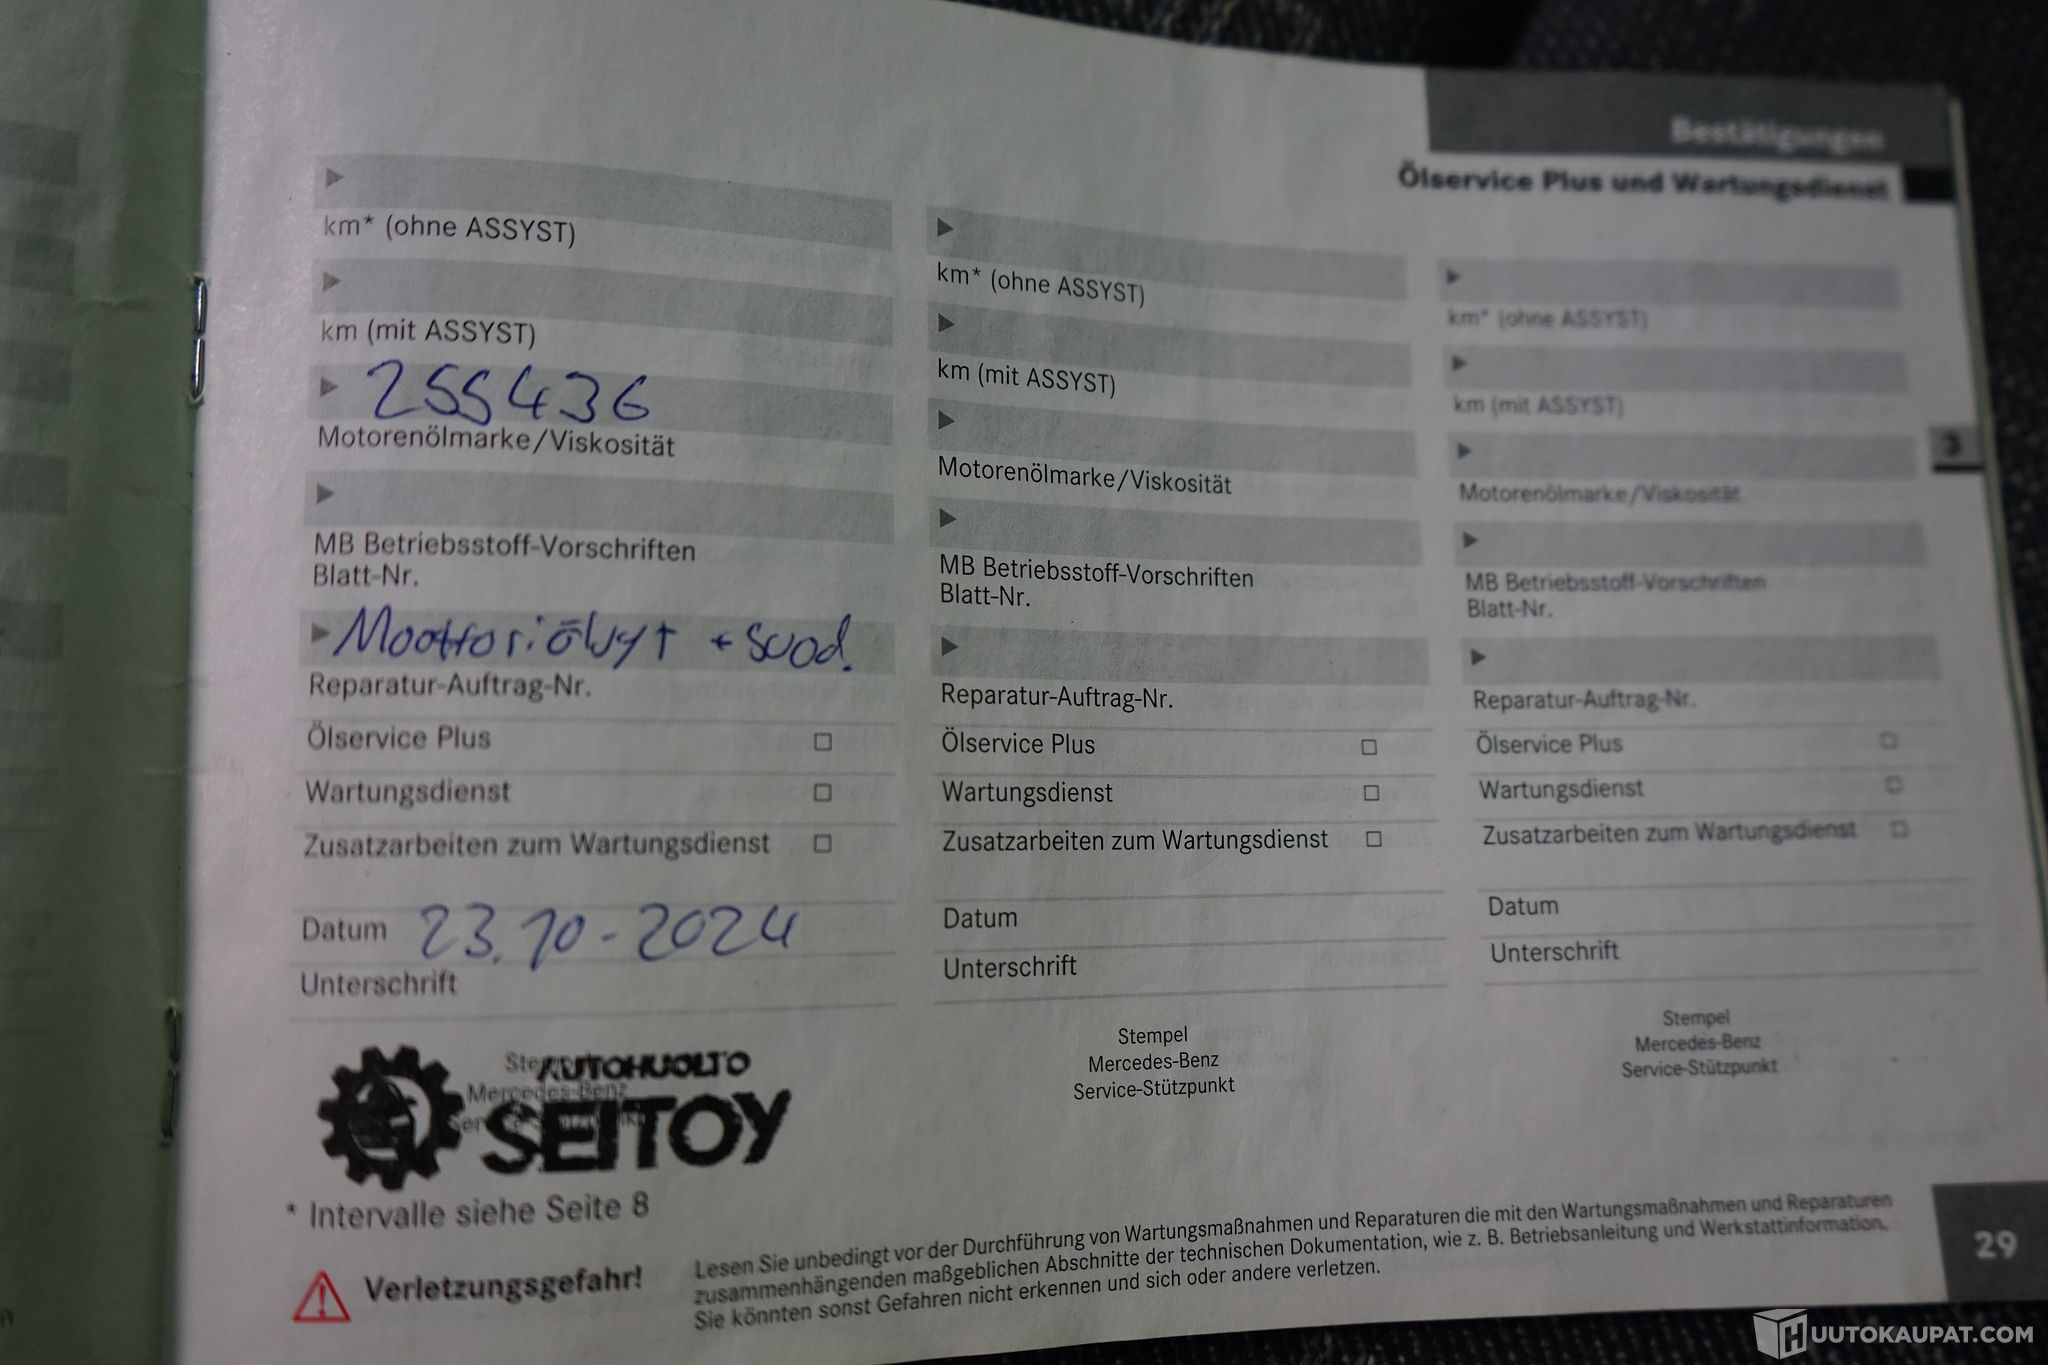 Bestätigungen
Ölservice Plus und Wartungsdienst
km* (ohne ASSYST)
km (mit ASSYST)
255436
Motorenölmarke/Viskosität
MB Betriebsstoff-Vorschriften
Blatt-Nr.
Moottoriöljyt + suod.
Reparatur-Auftrag-Nr.
Ölservice Plus
Wartungsdienst
Zusatzarbeiten zum Wartungsdienst
Datum 23.10-2024
Unterschrift
Stempel
Mercedes-Benz
Service-Stützpunkt
AUTOHUOLTO
SEITOY
km* (ohne ASSYST)
km (mit ASSYST)
Motorenölmarke/Viskosität
MB Betriebsstoff-Vorschriften
Blatt-Nr.
Reparatur-Auftrag-Nr.
Ölservice Plus
Wartungsdienst
Zusatzarbeiten zum Wartungsdienst
Datum
Unterschrift
Stempel
Mercedes-Benz
Service-Stützpunkt
km* (ohne ASSYST)
km (mit ASSYST)
Motorenölmarke/Viskosität
MB Betriebsstoff-Vorschriften
Blatt-Nr.
Reparatur-Auftrag-Nr.
Ölservice Plus
Wartungsdienst
Zusatzarbeiten zum Wartungsdienst
Datum
Unterschrift
Stempel
Mercedes-Benz
Service-Stützpunkt
3
* Intervalle siehe Seite 8
Verletzungsgefahr!
Lesen Sie unbedingt vor der Durchführung von Wartungsmaßnahmen und Reparaturen die mit den Wartungsmaßnahmen und Reparaturen
zusammenhängenden maßgeblichen Abschnitte der technischen Dokumentation, wie z. B. Betriebsanleitung und Werkstattinformation.
Sie könnten sonst Gefahren nicht erkennen und sich oder andere verletzen.
29
HUUTOKAUPAT.COM